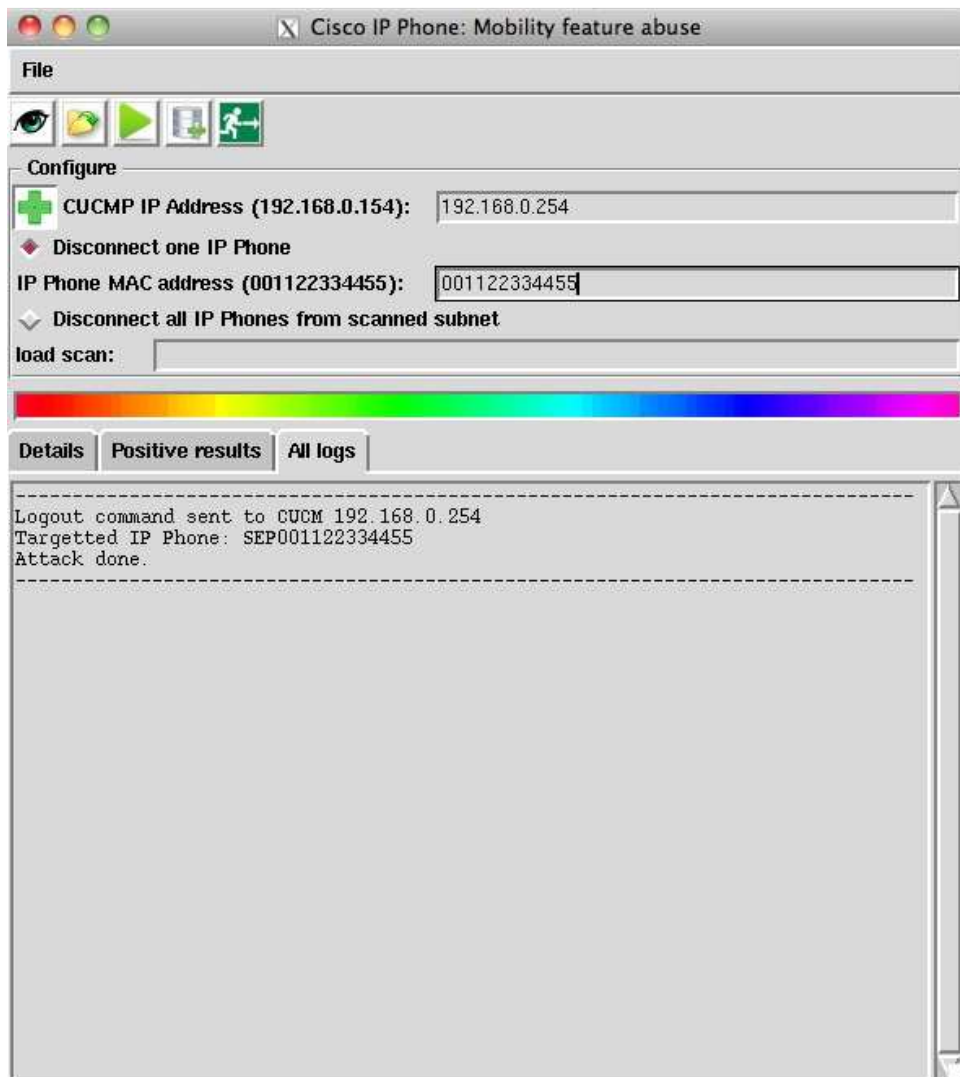 X Cisco IP Phone: Mobility feature abuse
File
Configure
CUCMP IP Address (192.168.0.154): 192.168.0.254
Disconnect one IP Phone
IP Phone MAC address (001122334455): 001122334455
Disconnect all IP Phones from scanned subnet
load scan:
Details Positive results All logs
--------------------------------------------------------------------------------
Logout command sent to CUCM 192.168.0.254
Targetted IP Phone: SEP001122334455
Attack done.
--------------------------------------------------------------------------------